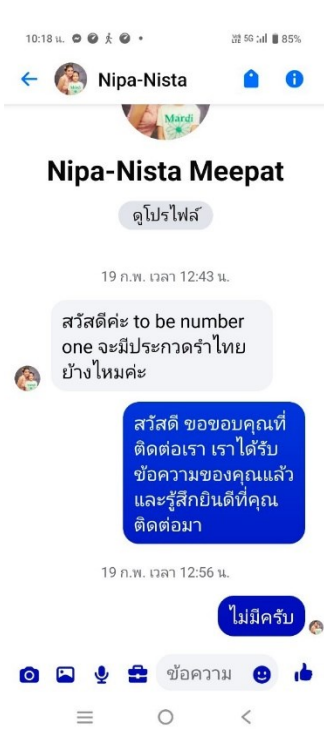 10:18 น.
5G 85%
Nipa-Nista
Mardi
Nipa-Nista Meepat
ดูโปรไฟล์
19 ก.พ. เวลา 12:43 น.
สวัสดีค่ะ to be number
one จะมีประกวดรำไทย
ย้างไหมค่ะ
สวัสดี ขอขอบคุณที่
ติดต่อเรา เราได้รับ
ข้อความของคุณแล้ว
และรู้สึกยินดีที่คุณ
ติดต่อมา
19 ก.พ. เวลา 12:56 น.
ไม่มีครับ
ข้อความ